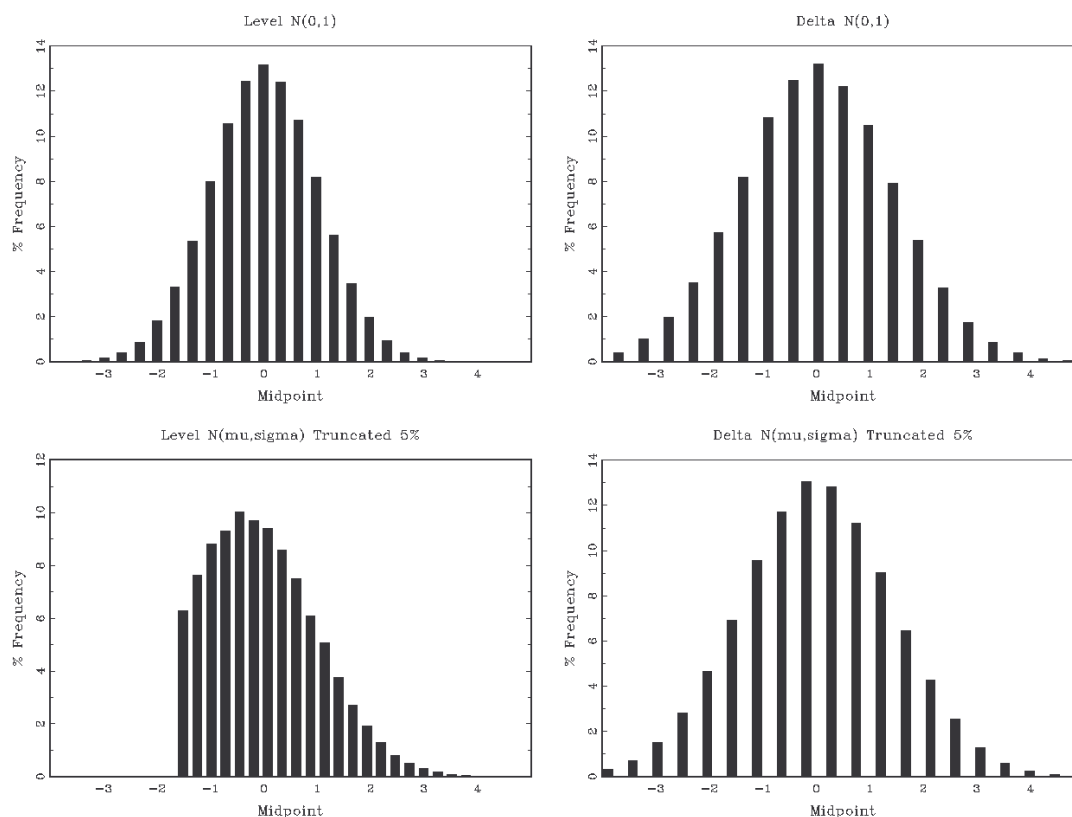 Level N(0,1)
% Frequency
0 2 4 6 8 10 12 14
-3 -2 -1 0 1 2 3 4
Midpoint
Delta N(0,1)
% Frequency
0 2 4 6 8 10 12 14
-3 -2 -1 0 1 2 3 4
Midpoint
Level N(mu,sigma) Truncated 5%
% Frequency
0 2 4 6 8 10 12
-3 -2 -1 0 1 2 3 4
Midpoint
Delta N(mu,sigma) Truncated 5%
% Frequency
0 2 4 6 8 10 12 14
-3 -2 -1 0 1 2 3 4
Midpoint